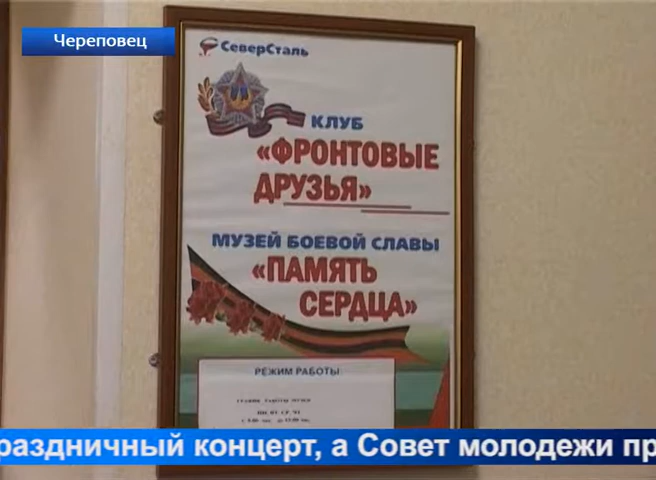 Череповец
СеверСталь
КЛУБ
«ФРОНТОВЫЕ
ДРУЗЬЯ»
МУЗЕЙ БОЕВОЙ СЛАВЫ
«ПАМЯТЬ
СЕРДЦА»
РЕЖИМ РАБОТЫ
раздничный концерт, а Совет молодежи пр